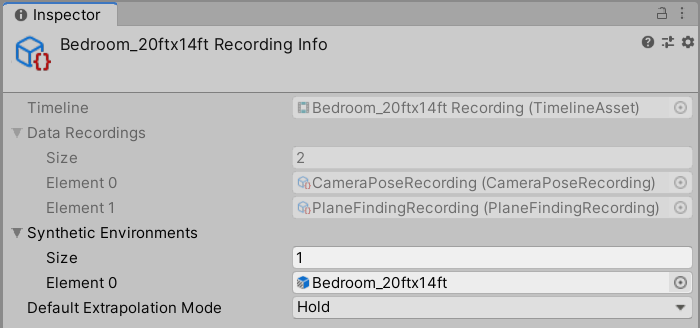 Inspector
Bedroom_20ftx14ft Recording Info
Timeline Bedroom_20ftx14ft Recording (TimelineAsset)
Data Recordings
Size 2
Element 0 CameraPoseRecording (CameraPoseRecording)
Element 1 PlaneFindingRecording (PlaneFindingRecording)
Synthetic Environments
Size 1
Element 0 Bedroom_20ftx14ft
Default Extrapolation Mode Hold